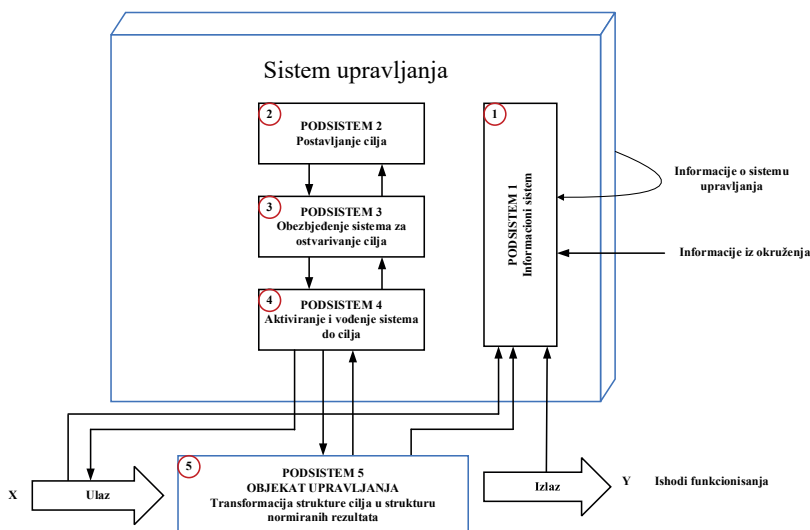 Sistem upravljanja
2
PODSISTEM 2
Postavljanje cilja
1
PODSISTEM 1
Informacioni sistem
3
PODSISTEM 3
Obezbjeđenje sistema za
ostvarivanje cilja
4
PODSISTEM 4
Aktiviranje i vođenje sistema
do cilja
Informacije o sistemu
upravljanja
Informacije iz okruženja
X
Ulaz
5
PODSISTEM 5
OBJEKAT UPRAVLJANJA
Transformacija strukture cilja u strukturu
normiranih rezultata
Izlaz
Y
Ishodi funkcionisanja